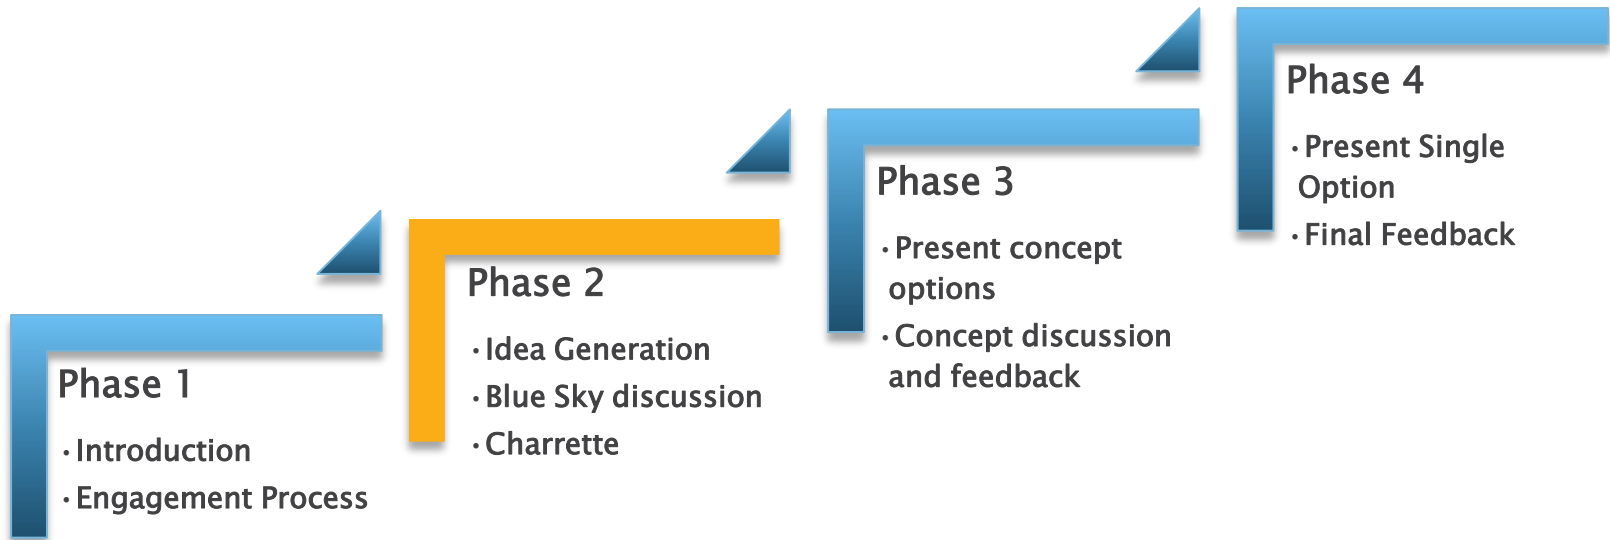 Phase 1
·Introduction
·Engagement Process
Phase 2
·Idea Generation
·Blue Sky discussion
·Charrette
Phase 3
·Present concept
options
·Concept discussion
and feedback
Phase 4
·Present Single
Option
·Final Feedback